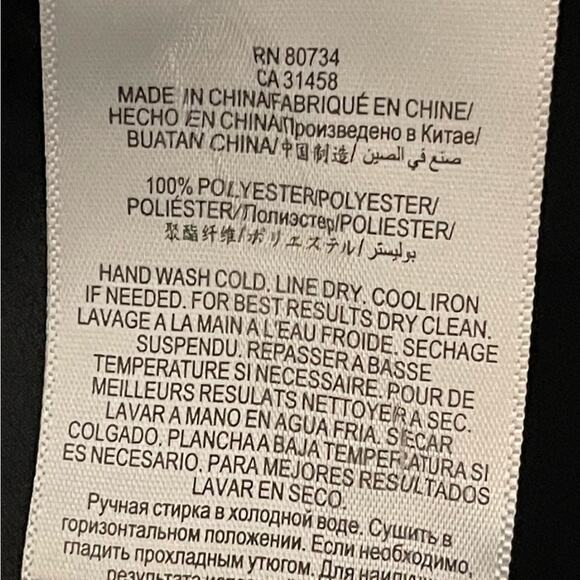 RN 80734
CA 31458
MADE IN CHINA/FABRIQUÉ EN CHINE/
HECHO EN CHINA/Произведено в Китае/
BUATAN CHINA/中国制造/ صنع في الصين
100% POLYESTER/POLYESTER/
POLIÉSTER/Полиэстер/POLIESTER/
聚酯纤维/ポリエステル/ بوليستر
HAND WASH COLD. LINE DRY. COOL IRON
IF NEEDED. FOR BEST RESULTS DRY CLEAN.
LAVAGE A LA MAIN A L'EAU FROIDE. SECHAGE
SUSPENDU. REPASSER A BASSE
TEMPERATURE SI NECESSAIRE. POUR DE
MEILLEURS RESULATS NETTOYER A SEC.
LAVAR A MANO EN AGUA FRIA. SECAR
COLGADO. PLANCHA A BAJA TEMPERATURA SI
ES NECESARIO. PARA MEJORES RESULTADOS
LAVAR EN SECO.
Ручная стирка в холодной воде. Сушить в
горизонтальном положении. Если необходимо,
гладить прохладным утюгом. Для
результата